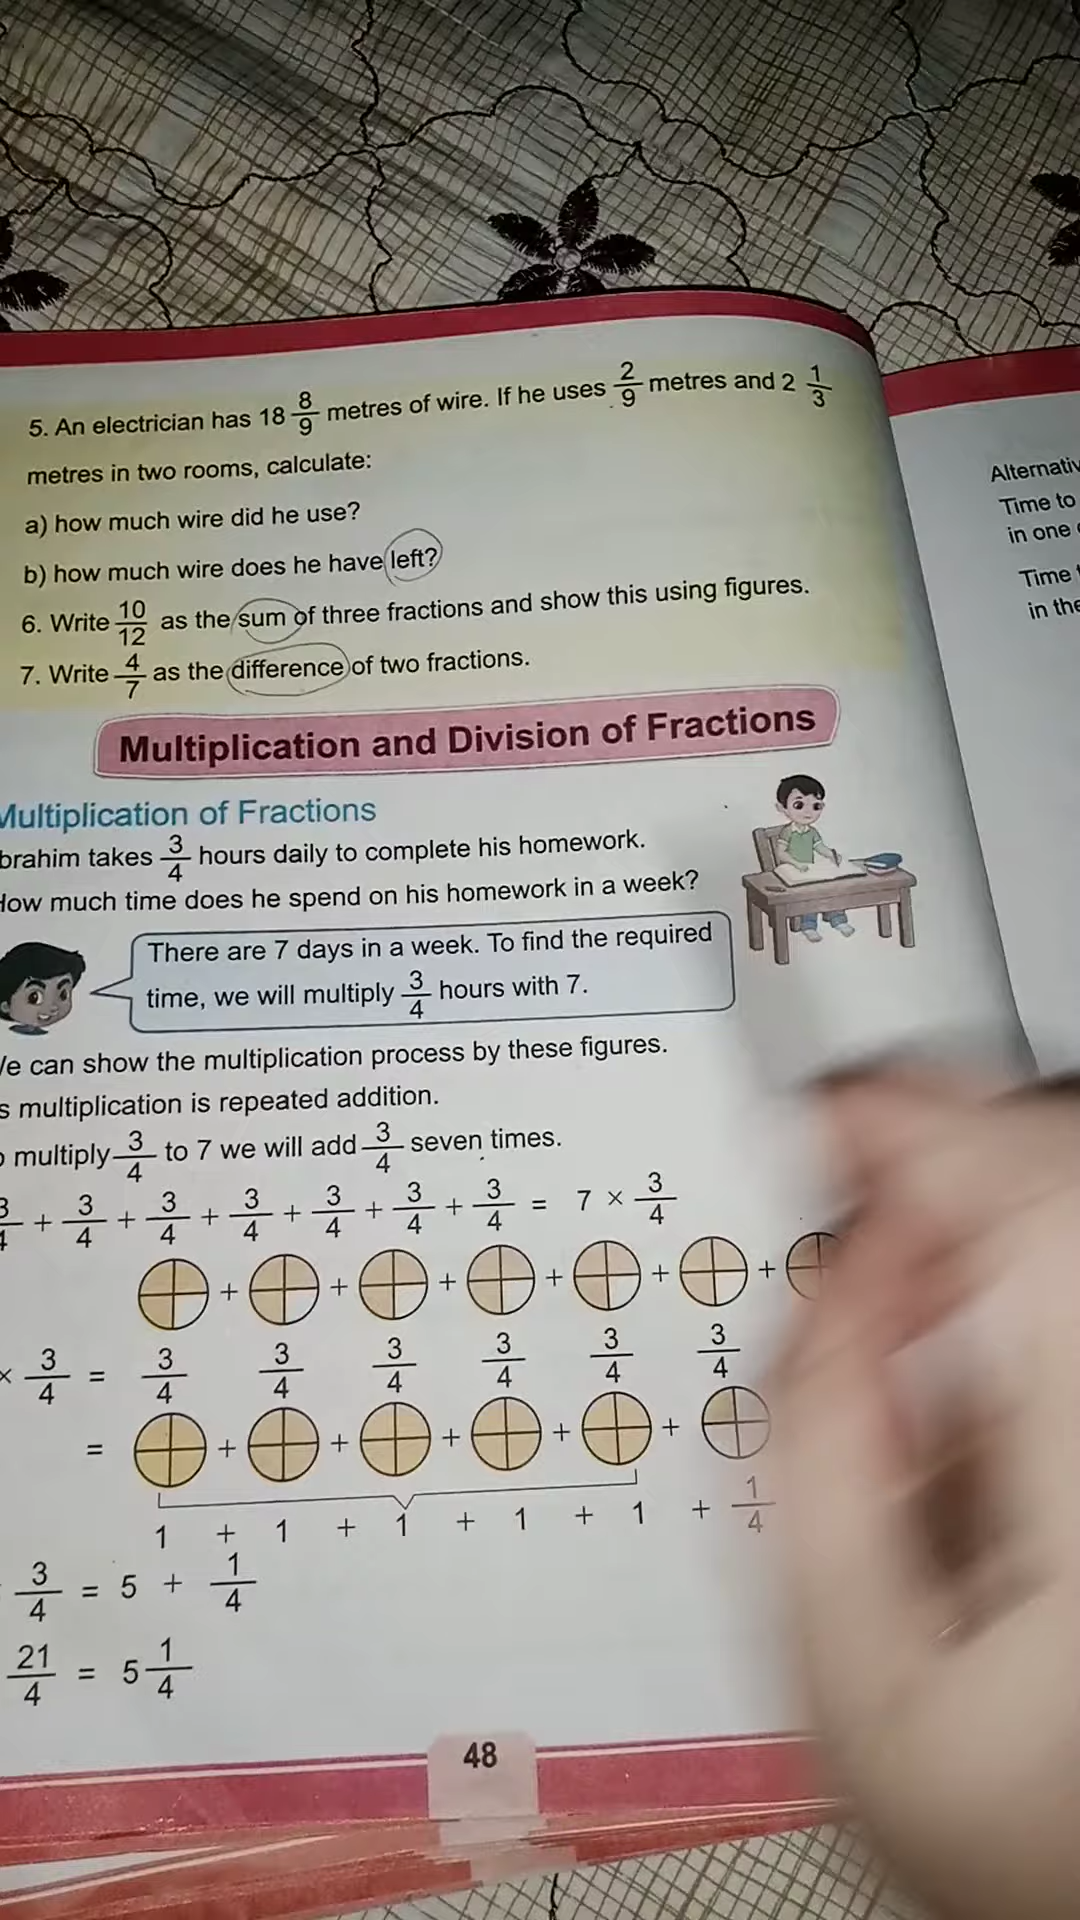 5. An electrician has 18 8/9 metres of wire. If he uses 2/9 metres and 2 1/3
metres in two rooms, calculate:
a) how much wire did he use?
b) how much wire does he have left?
6. Write 10/12 as the sum of three fractions and show this using figures.
7. Write 4/7 as the difference of two fractions.
Multiplication and Division of Fractions
Multiplication of Fractions
brahim takes 3/4 hours daily to complete his homework.
How much time does he spend on his homework in a week?
There are 7 days in a week. To find the required
time, we will multiply 3/4 hours with 7.
e can show the multiplication process by these figures.
s multiplication is repeated addition.
multiply 3/4 to 7 we will add 3/4 seven times.
3/4 + 3/4 + 3/4 + 3/4 + 3/4 + 3/4 + 3/4 = 7 × 3/4
+ + + + + +
× 3/4 = 3/4 3/4 3/4 3/4 3/4 3/4
= + + + + +
1 + 1 + 1 + 1 + 1 + 1/4
3/4 = 5 + 1/4
21/4 = 5 1/4
48
Alternativ
Time to
in one
Time
in the